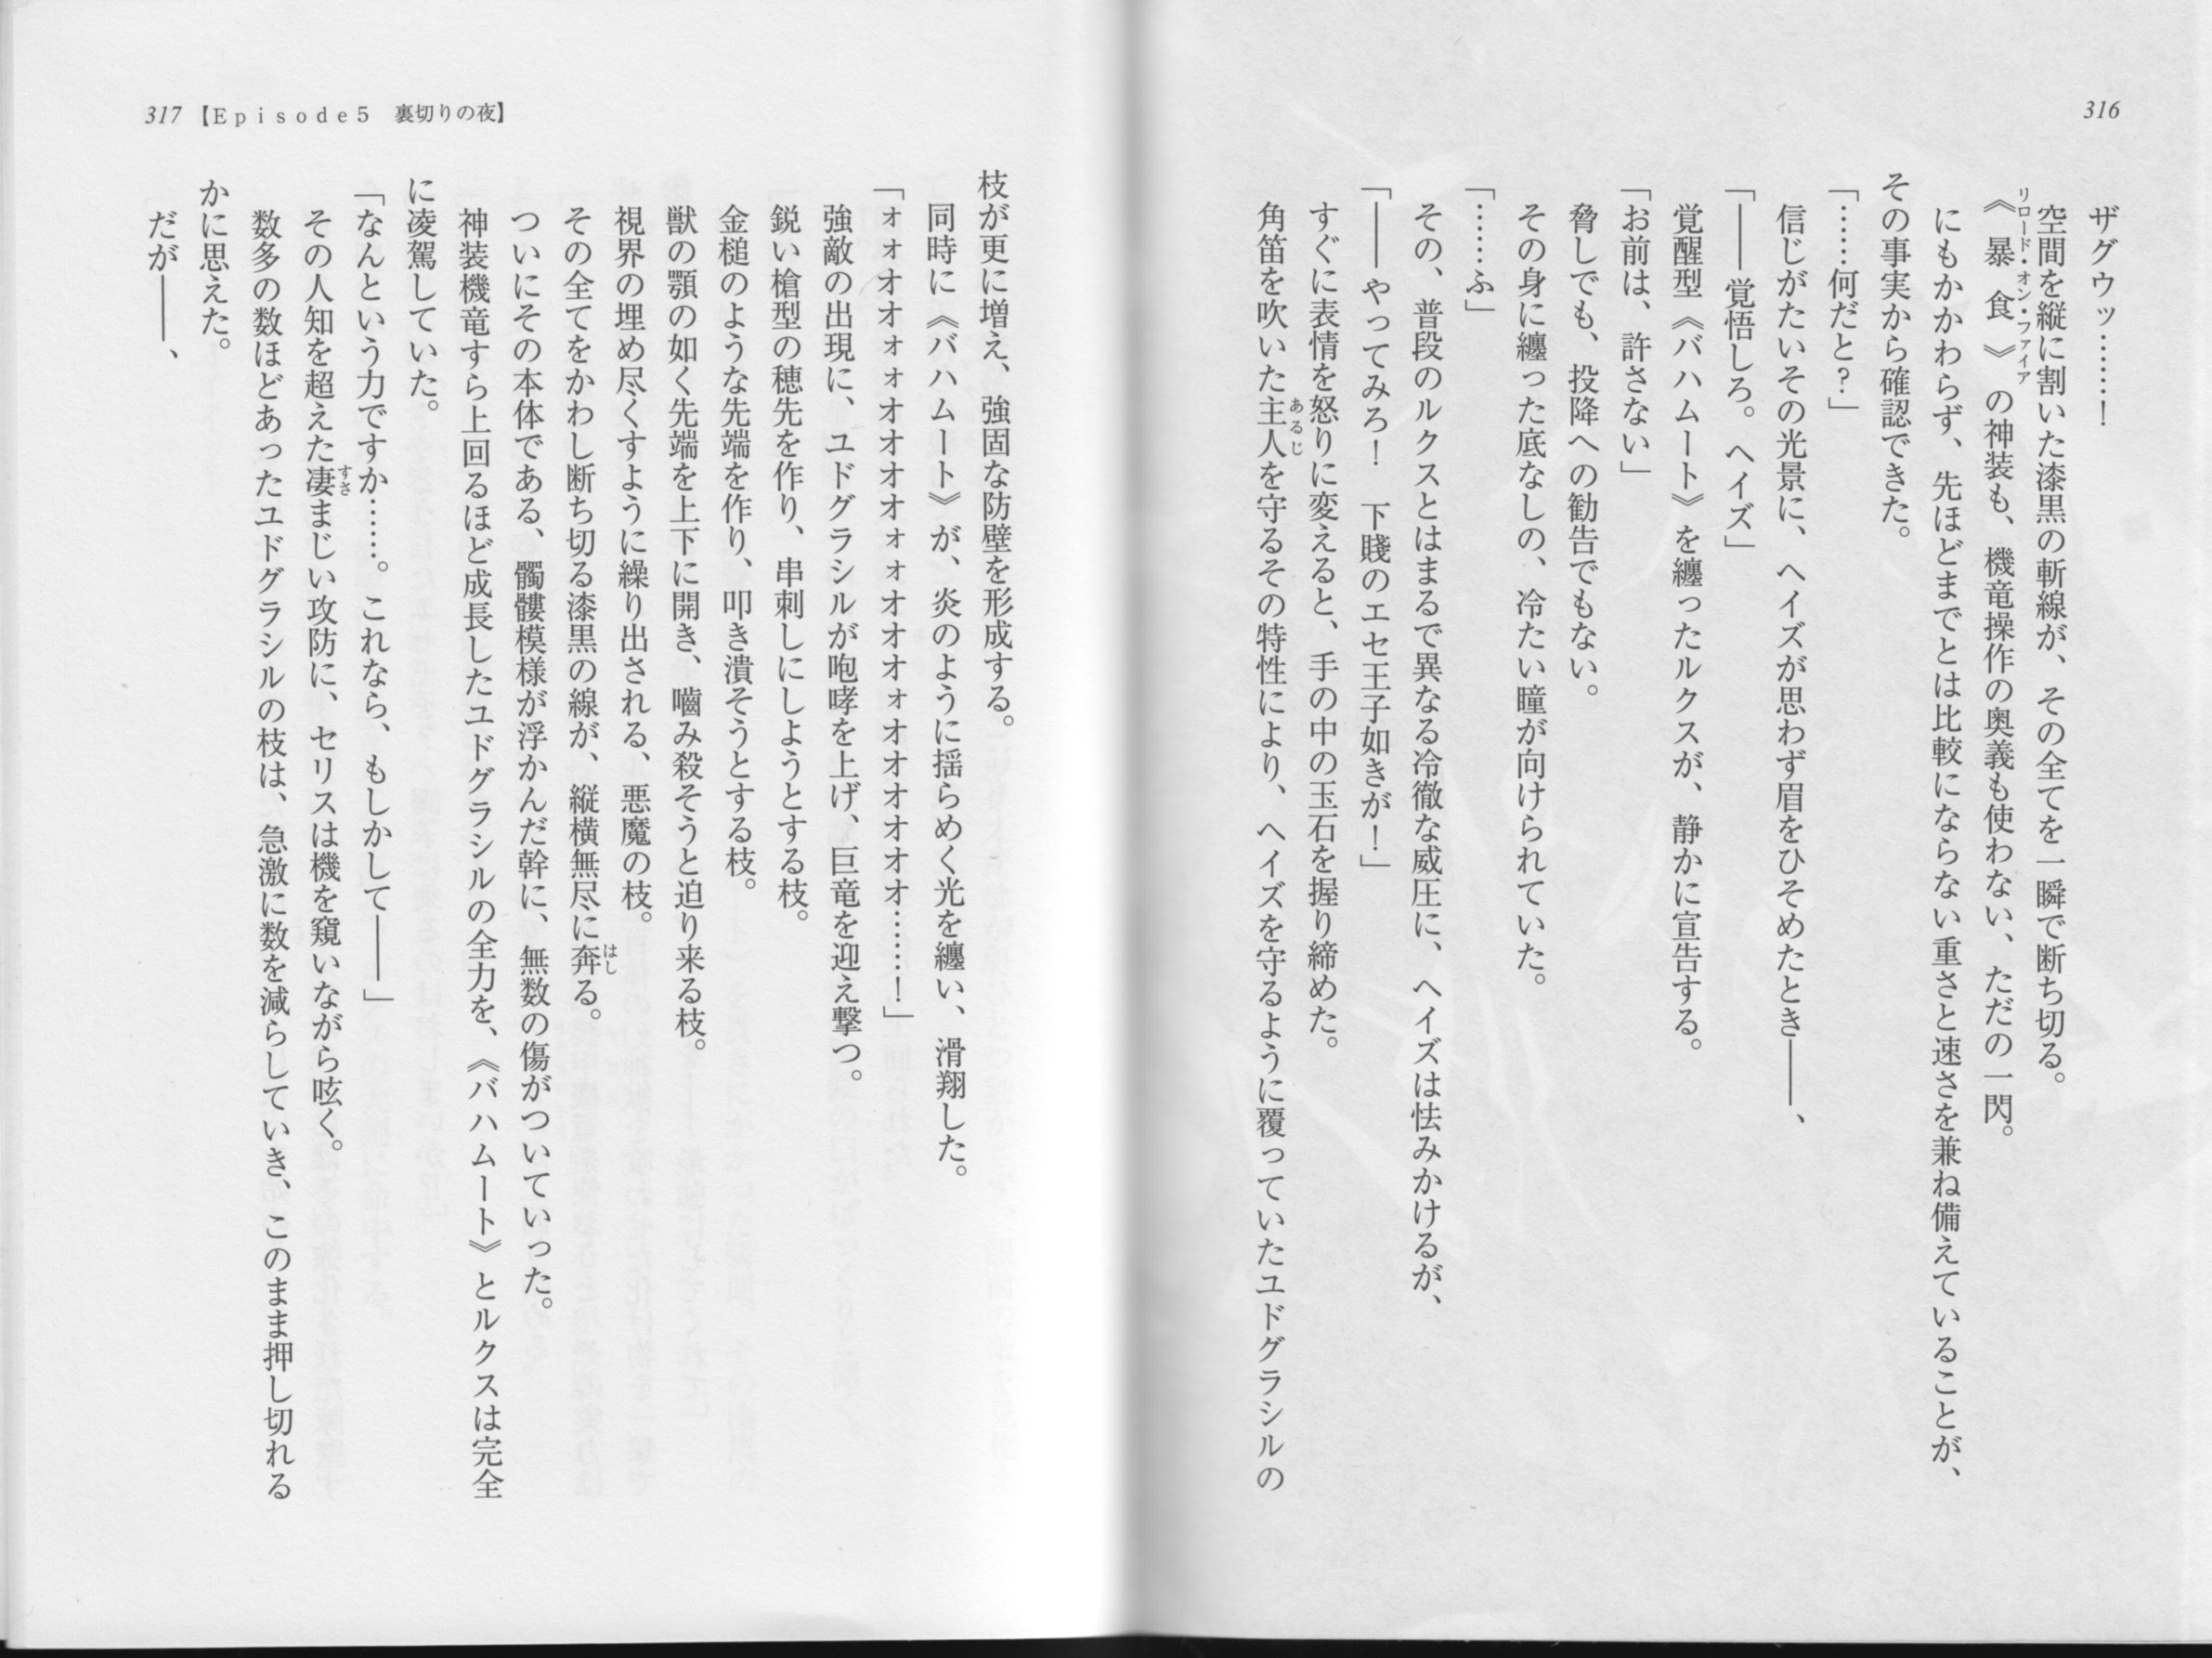 316
ザグウッ……！
空間を縦に割いた漆黒の斬線が、その全てを一瞬で断ち切る。
《暴食》の神装も、機竜操作の奥義も使わない、ただの一閃。
リロード・オン・ファイア
にもかかわらず、先ほどまでとは比較にならない重さと速さを兼ね備えていることが、
その事実から確認できた。
「……何だと？」
信じがたいその光景に、ヘイズが思わず眉をひそめたとき――、
「――覚悟しろ。ヘイズ」
覚醒型《バハムート》を纏ったルクスが、静かに宣告する。
「お前は、許さない」
脅しでも、投降への勧告でもない。
その身に纏った底なしの、冷たい瞳が向けられていた。
「……ふ」
その、普段のルクスとはまるで異なる冷徹な威圧に、ヘイズは怯みかけるが、
「――やってみろ！　下賤のエセ王子如きが！」
すぐに表情を怒りに変えると、手の中の玉石を握り締めた。
角笛を吹いた主人を守るその特性により、ヘイズを守るように覆っていたユドグラシルの
あるじ
317【Episode5　裏切りの夜】
枝が更に増え、強固な防壁を形成する。
同時に《バハムート》が、炎のように揺らめく光を纏い、滑翔した。
「ォォオオオォォオオオオオォォオオオォオオオオオオ……！」
強敵の出現に、ユドグラシルが咆哮を上げ、巨竜を迎え撃つ。
鋭い槍型の穂先を作り、串刺しにしようとする枝。
金槌のような先端を作り、叩き潰そうとする枝。
獣の顎の如く先端を上下に開き、嚙み殺そうと迫り来る枝。
視界の埋め尽くすように繰り出される、悪魔の枝。
その全てをかわし断ち切る漆黒の線が、縦横無尽に奔る。
はし
ついにその本体である、髑髏模様が浮かんだ幹に、無数の傷がついていった。
神装機竜すら上回るほど成長したユドグラシルの全力を、《バハムート》とルクスは完全
に凌駕していた。
「なんという力ですか……。これなら、もしかして――」
その人知を超えた凄まじい攻防に、セリスは機を窺いながら呟く。
すさ
数多の数ほどあったユドグラシルの枝は、急激に数を減らしていき、このまま押し切れる
かに思えた。
だが――、